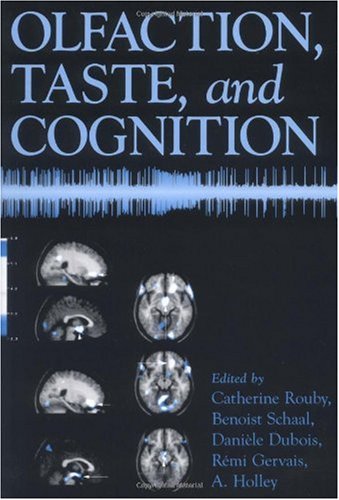 OLFACTION,
TASTE, and
COGNITION
Edited by
Catherine Rouby,
Benoist Schaal,
Danièle Dubois,
Rémi Gervais,
A. Holley